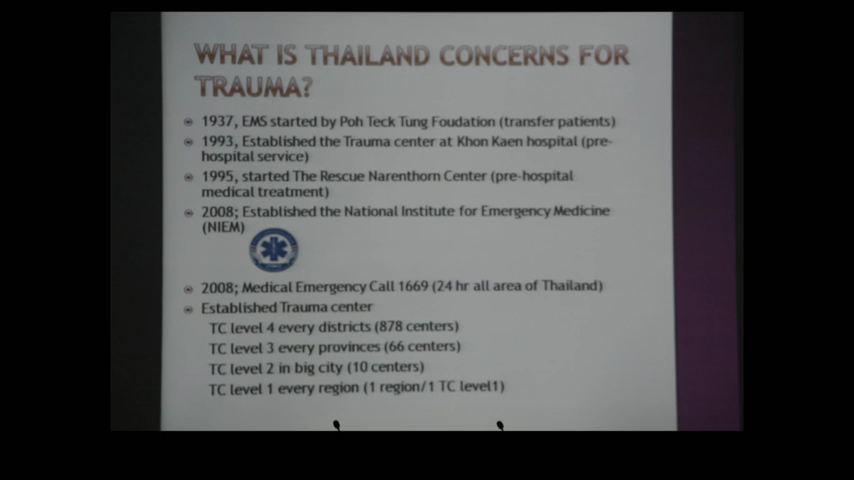 WHAT IS THAILAND CONCERNS FOR
TRAUMA?
1937, EMS started by Poh Teck Tung Foudation (transfer patients)
1993, Established the Trauma center at Khon Kaen hospital (pre-
hospital service)
1995, started The Rescue Narenthorn Center (pre-hospital
medical treatment)
2008; Established the National Institute for Emergency Medicine
(NIEM)
2008; Medical Emergency Call 1669 (24 hr all area of Thailand)
Established Trauma center
TC level 4 every districts (878 centers)
TC level 3 every provinces (66 centers)
TC level 2 in big city (10 centers)
TC level 1 every region (1 region/1 TC level1)